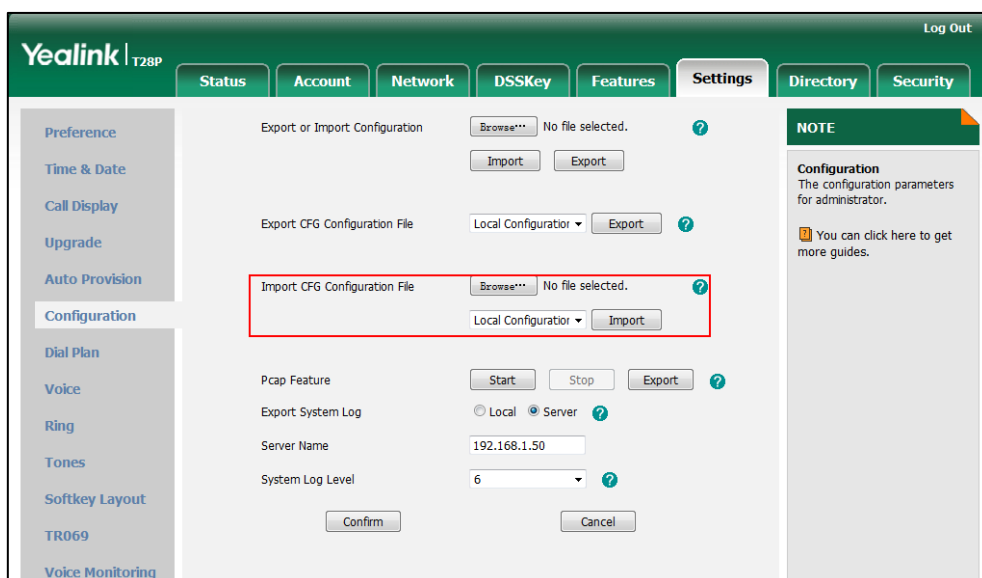 Log Out
Yealink T28P
Status Account Network DSSKey Features Settings Directory Security
Preference
Time & Date
Call Display
Upgrade
Auto Provision
Configuration
Dial Plan
Voice
Ring
Tones
Softkey Layout
TR069
Voice Monitoring
Export or Import Configuration Browse··· No file selected. ?
Import Export
Export CFG Configuration File Local Configuration Export ?
Import CFG Configuration File Browse··· No file selected. ?
Local Configuration Import
Pcap Feature Start Stop Export ?
Export System Log Local Server ?
Server Name 192.168.1.50
System Log Level 6 ?
Confirm Cancel
NOTE
Configuration
The configuration parameters
for administrator.
? You can click here to get
more guides.